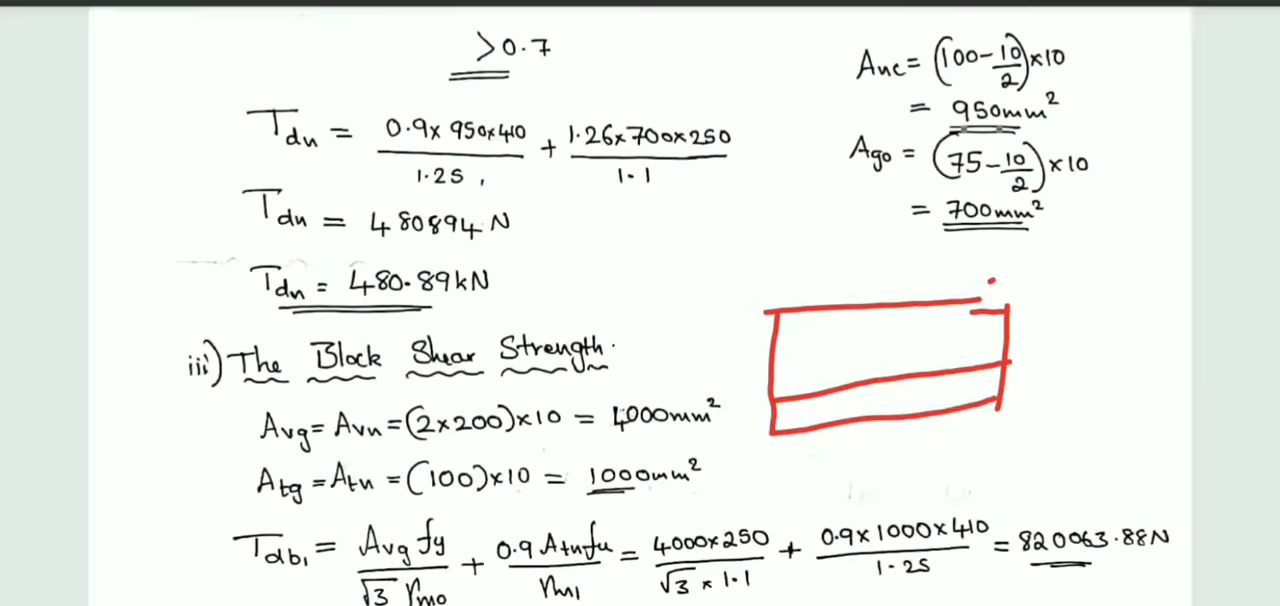 >0.7
Tdn = 0.9x 950x410 / 1.25 + 1.26x700x250 / 1.1
Tdn = 480894 N
Tdn = 480.89kN
Anc = (100-10/2)x10
= 950mm²
Ago = (75-10/2)x10
= 700mm²
iii) The Block Shear Strength.
Avg = Avn = (2x200)x10 = 4000mm²
Atg = Atn = (100)x10 = 1000mm²
Tdb1 = Avg fy / √3 γm0 + 0.9 Atn fu / γm1 = 4000x250 / √3 x 1.1 + 0.9x1000x410 / 1.25 = 820063.88N